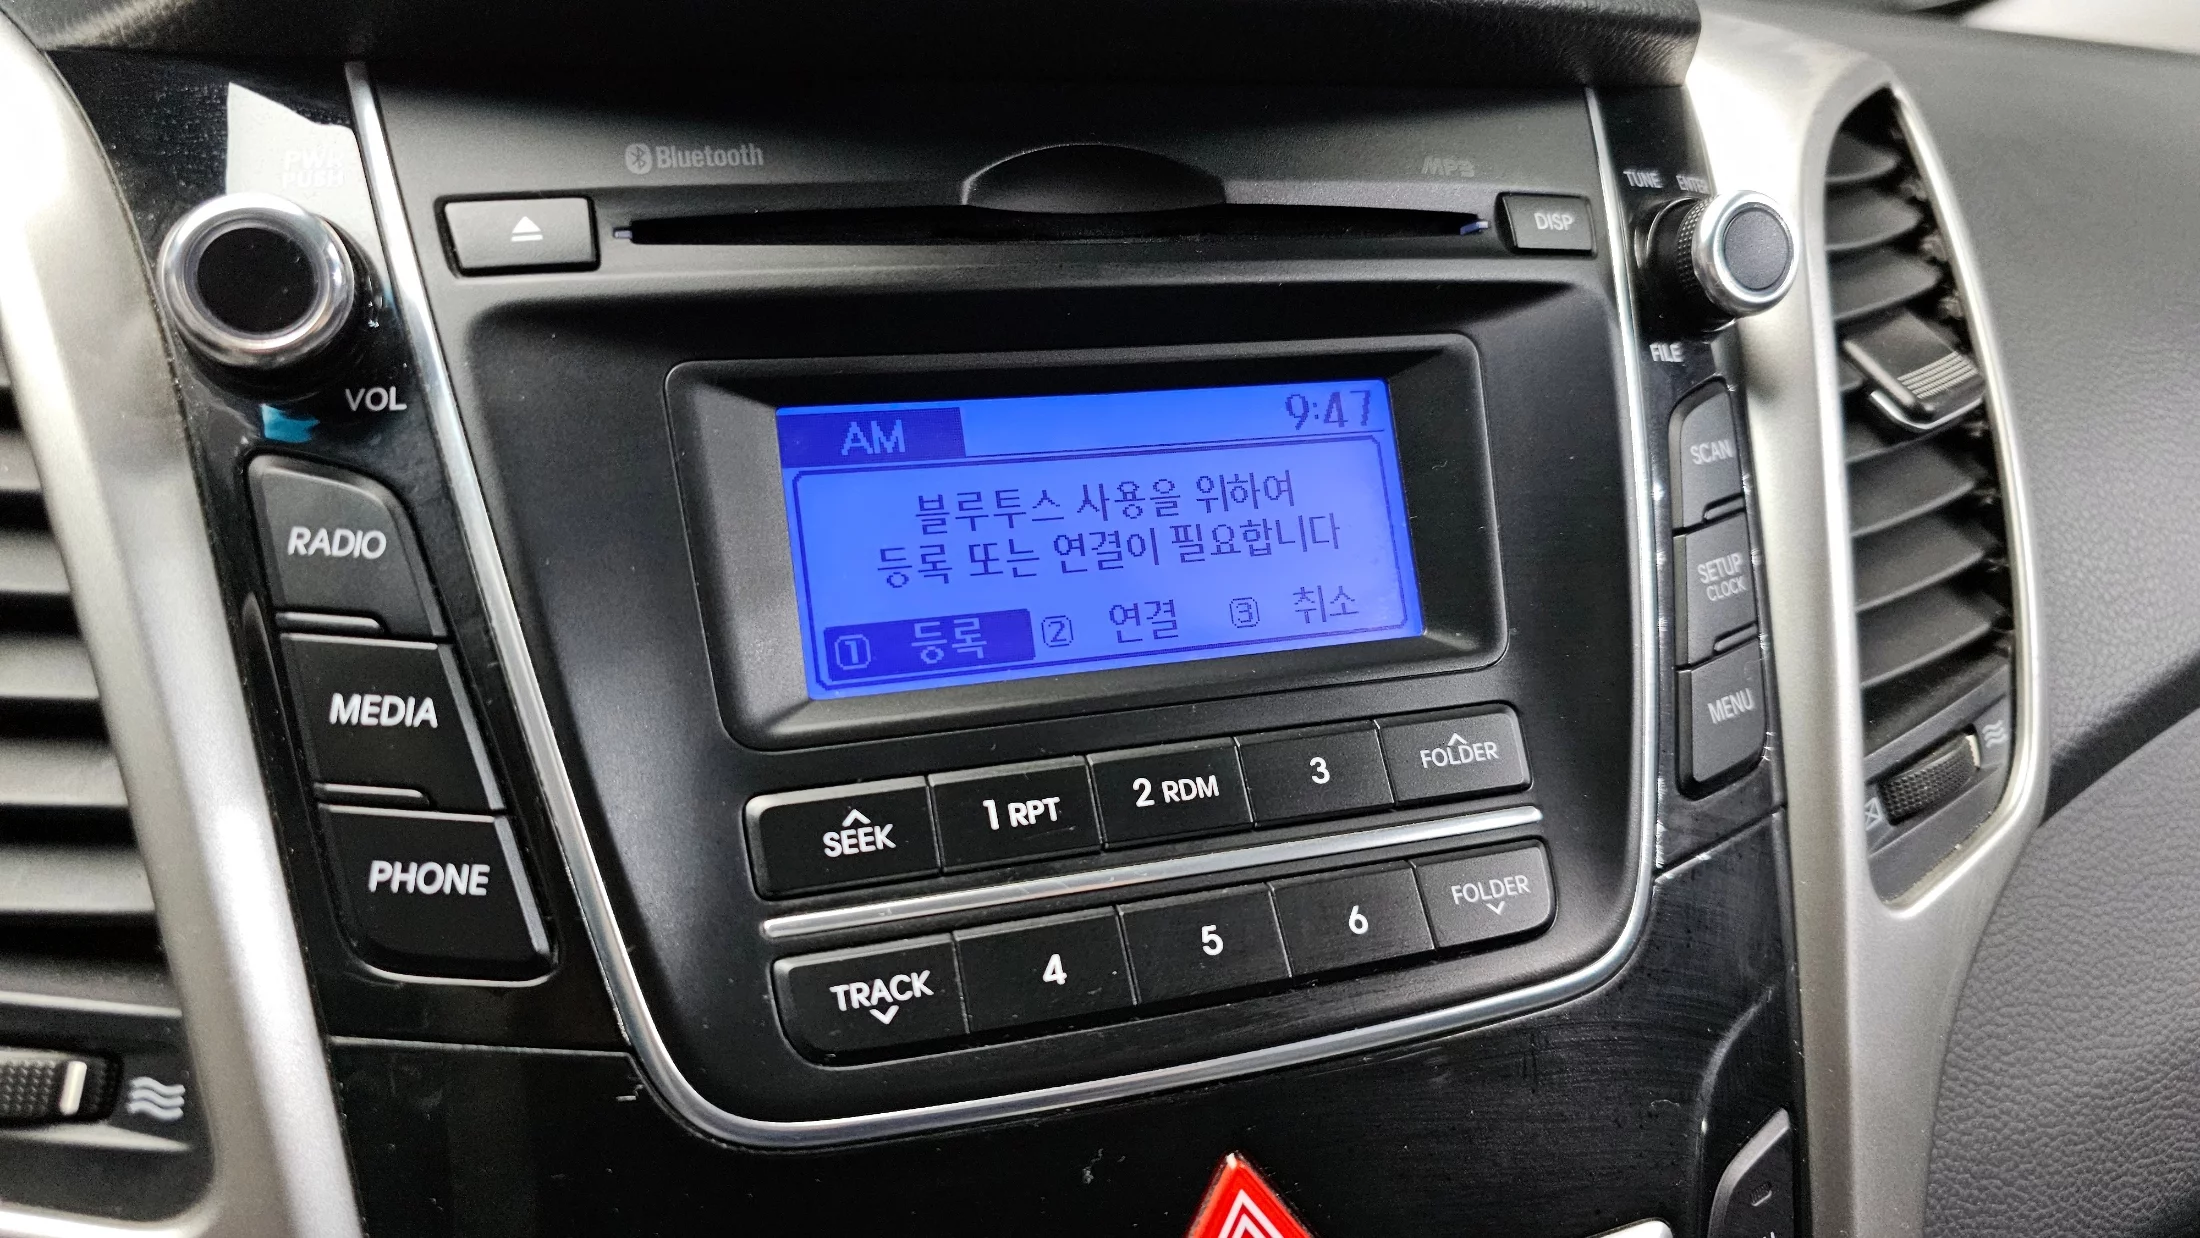 PWR
PUSH
Bluetooth
MP3
TUNE ENTER
DISP
VOL
FILE
AM 9:47
블루투스 사용을 위하여
등록 또는 연결이 필요합니다
1 등록 2 연결 3 취소
RADIO
MEDIA
PHONE
SCAN
SETUP
CLOCK
MENU
SEEK
1 RPT
2 RDM
3
FOLDER
TRACK
4
5
6
FOLDER